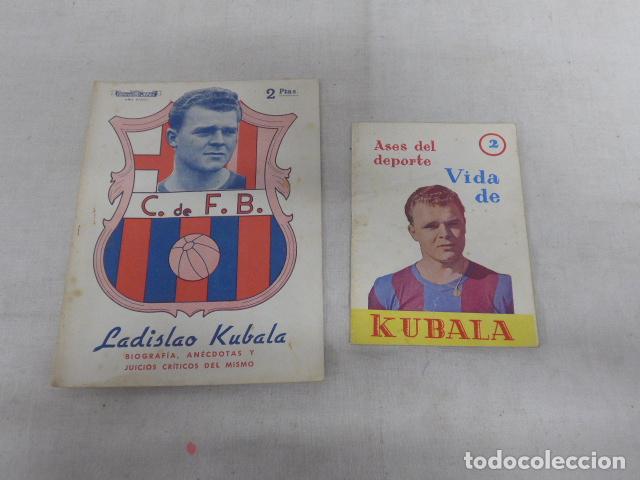 2 Ptas.
C. de F. B.
Ladislao Kubala
BIOGRAFÍA, ANÉCDOTAS Y
JUICIOS CRÍTICOS DEL MISMO
Ases del
deporte
2
Vida
de
KUBALA
todocoleccion.net